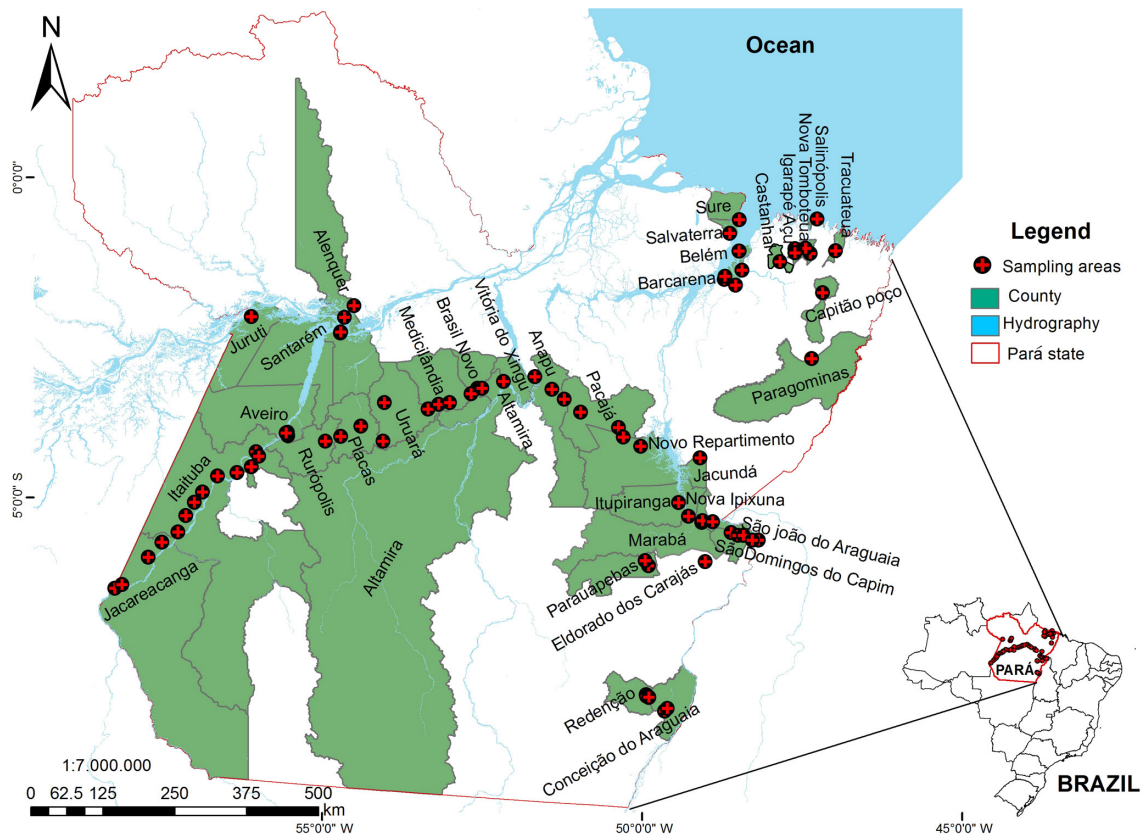 N
Ocean
0°0'0"
5°0'0" S
Sure
Salvaterra
Belém
Barcarena
Castanhal
Igarapé Açu
Nova Tomboteua
Salinópolis
Tracuateua
Capitão poço
Paragominas
Alenquer
Juruti
Santarém
Medicilândia
Brasil Novo
Vitória do Xingu
Altamira
Anapu
Pacajá
Aveiro
Rurópolis
Placas
Uruará
Itaituba
Jacareacanga
Altamira
Novo Repartimento
Jacundá
Itupiranga
Nova Ipixuna
São joão do Araguaia
SãoDomingos do Capim
Marabá
Parauapebas
Eldorado dos Carajás
Redenção
Conceição do Araguaia
Legend
Sampling areas
County
Hydrography
Pará state
PARÁ
BRAZIL
1:7.000.000
0 62.5 125 250 375 500
km
55°0'0" W
50°0'0" W
45°0'0" W